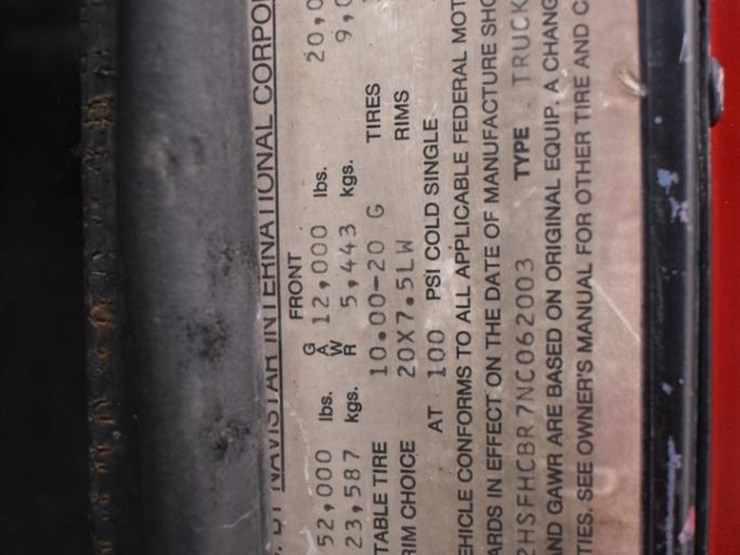 BY NAVISTAR INTERNATIONAL CORPO
FRONT
52,000 lbs. GAWR 12,000 lbs. 20,0
23,587 kgs. 5,443 kgs. 9,0
TABLE TIRE 10.00-20 G TIRES
RIM CHOICE 20X7.5LW RIMS
AT 100 PSI COLD SINGLE
EHICLE CONFORMS TO ALL APPLICABLE FEDERAL MOT
ARDS IN EFFECT ON THE DATE OF MANUFACTURE SHO
2HSFHCBR7NC062003 TYPE TRUCK
AND GAWR ARE BASED ON ORIGINAL EQUIP. A CHANG
TIES. SEE OWNER'S MANUAL FOR OTHER TIRE AND C